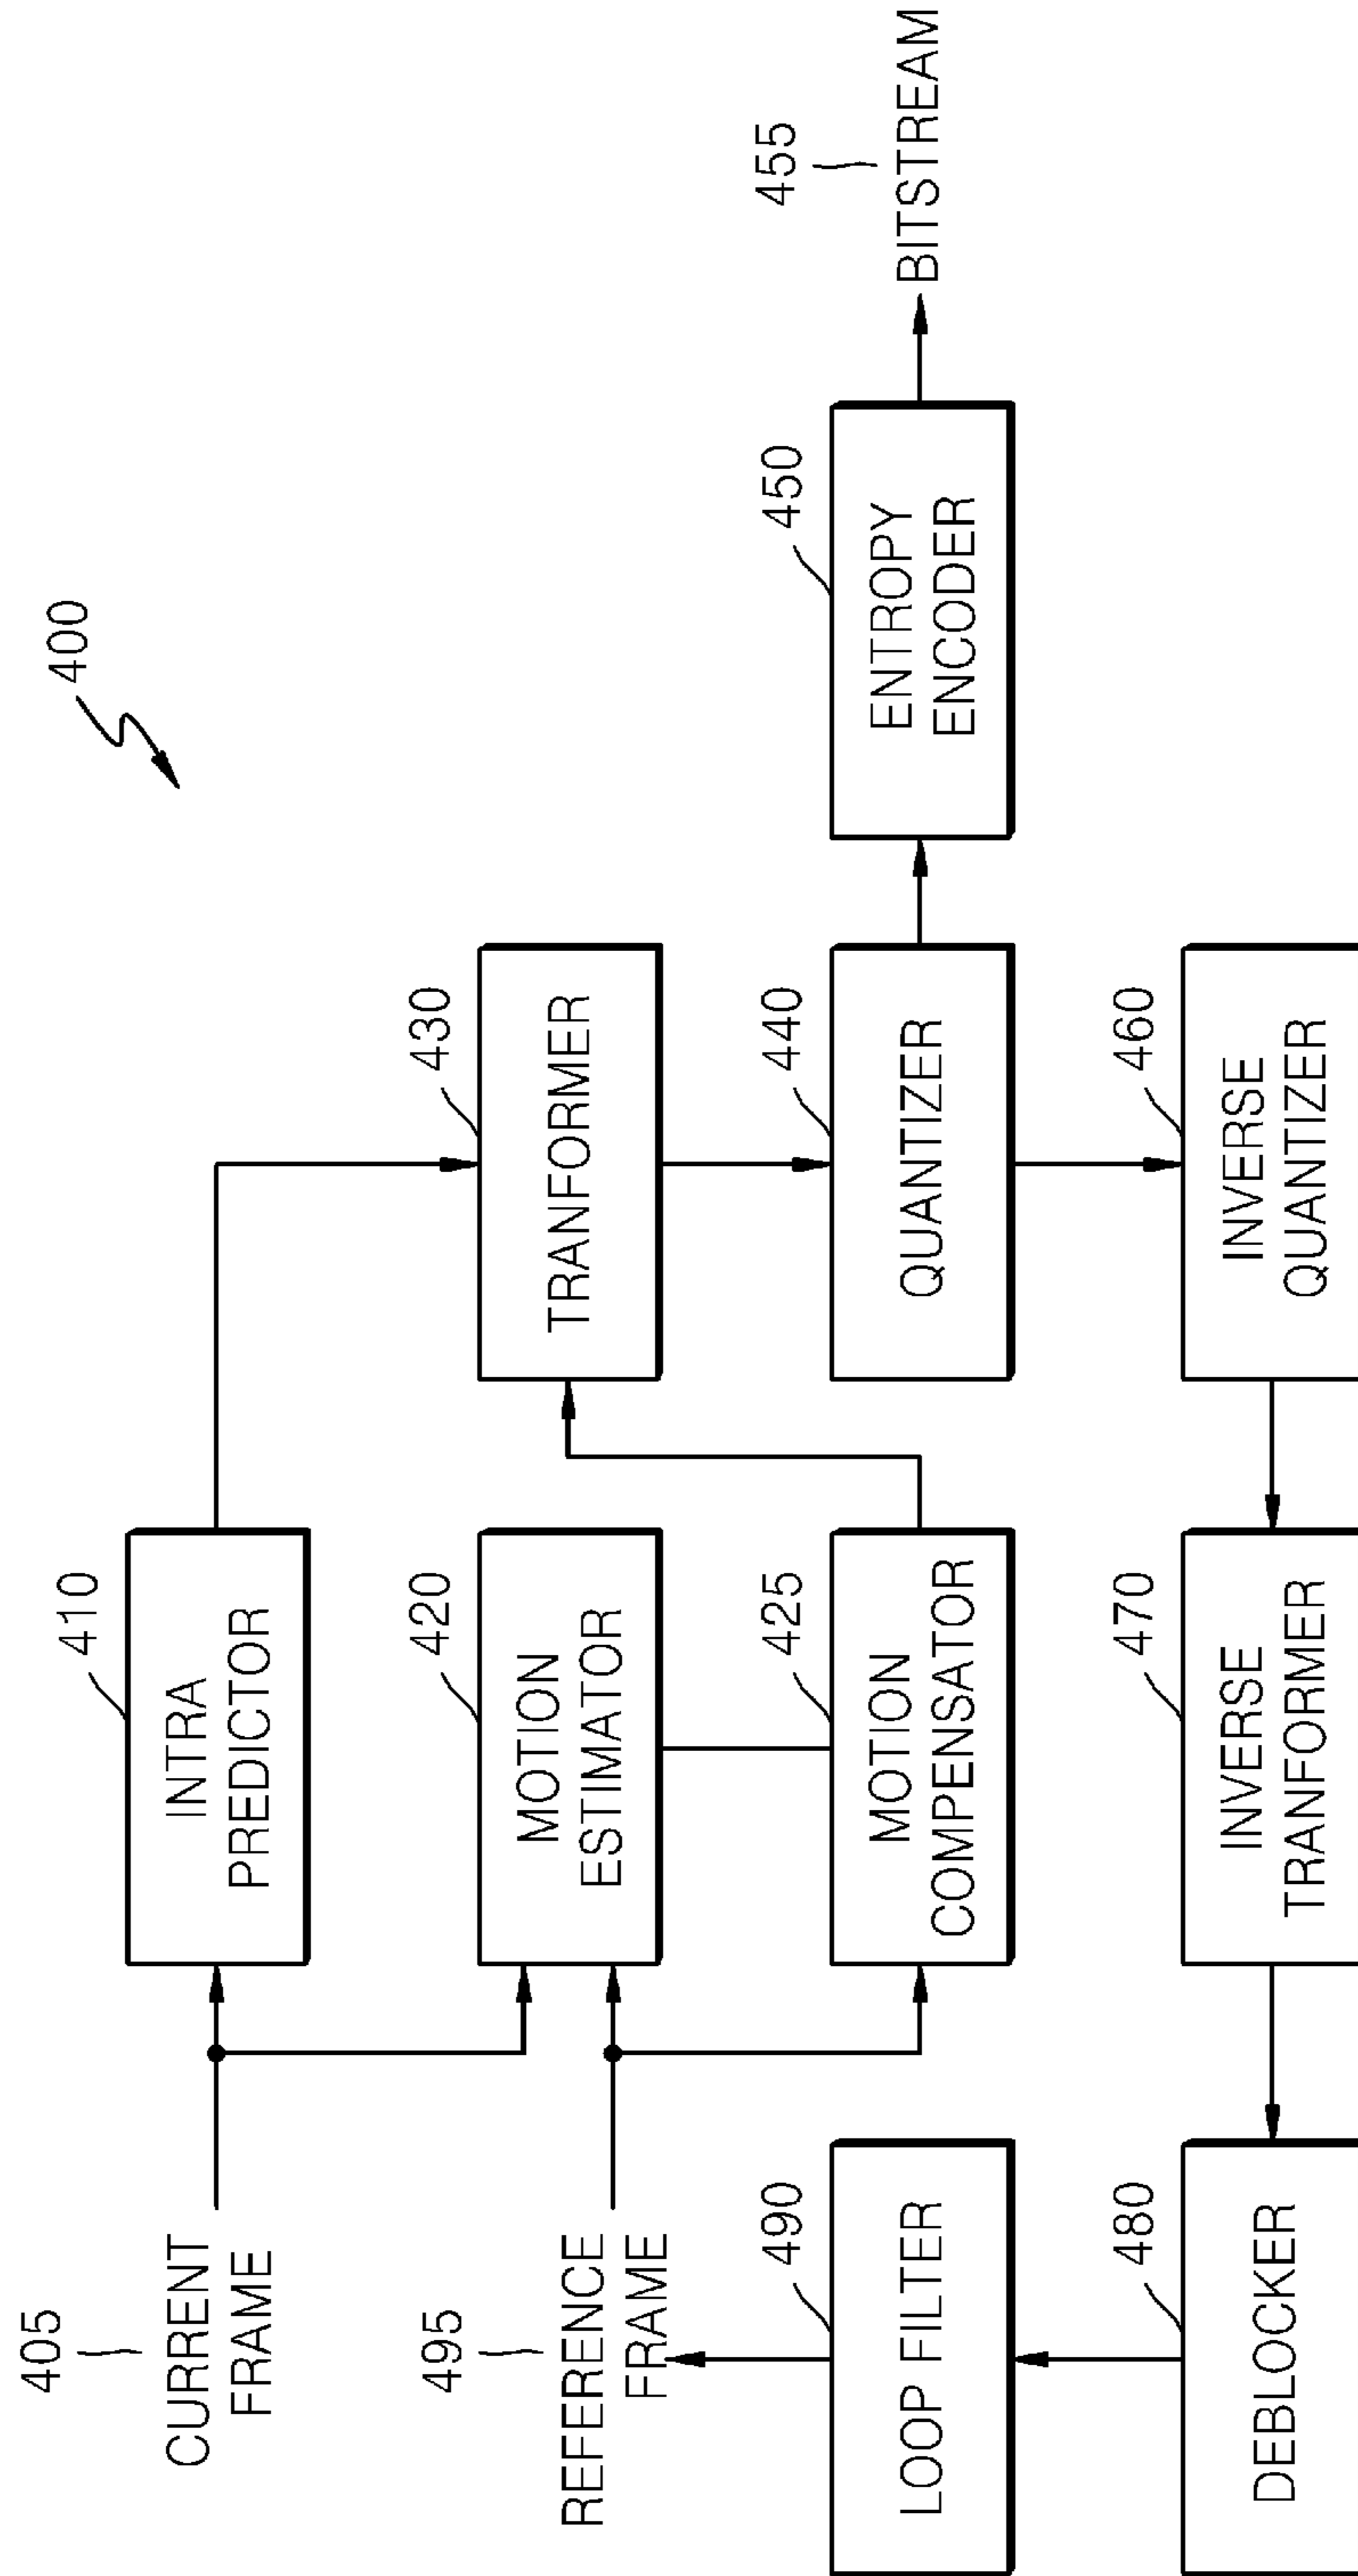 400
405
CURRENT
FRAME
410
INTRA
PREDICTOR
495
REFERENCE
FRAME
420
MOTION
ESTIMATOR
430
TRANFORMER
490
LOOP FILTER
425
MOTION
COMPENSATOR
440
QUANTIZER
450
ENTROPY
ENCODER
455
BITSTREAM
480
DEBLOCKER
470
INVERSE
TRANFORMER
460
INVERSE
QUANTIZER